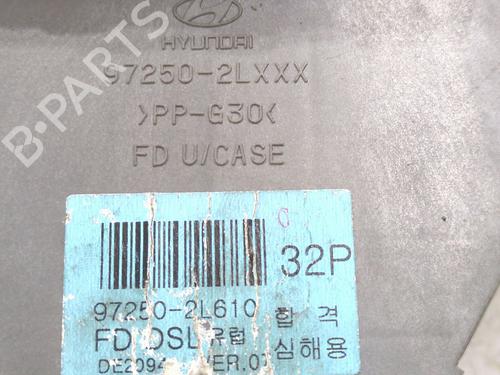 HYUNDAI
97250-2LXXX
>PP-G30<
FD U/CASE
32P
97250-2L610 합 격
FD DSL 유럽 심해용